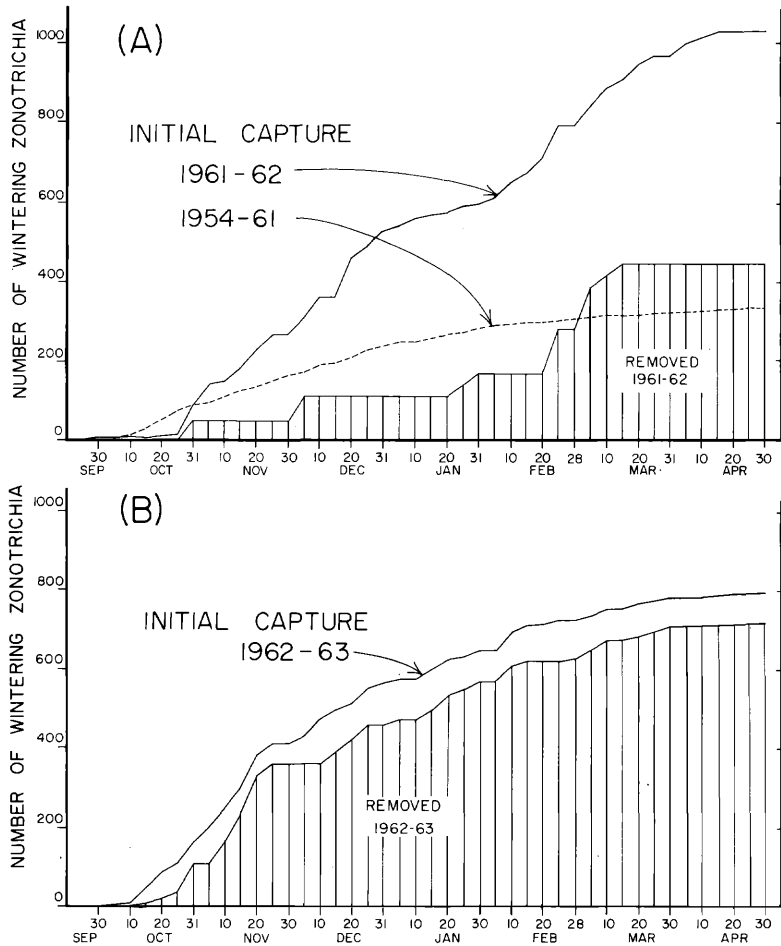 (A)
NUMBER OF WINTERING ZONOTRICHIA
1000
800
600
400
200
0
INITIAL CAPTURE
1961-62
1954-61
REMOVED
1961-62
30 10 20 31 10 20 30 10 20 31 10 20 31 10 20 28 10 20 31 10 20 30
SEP OCT NOV DEC JAN FEB MAR. APR
(B)
NUMBER OF WINTERING ZONOTRICHIA
1000
800
600
400
200
0
INITIAL CAPTURE
1962-63
REMOVED
1962-63
30 10 20 31 10 20 30 10 20 31 10 20 30 10 20 28 10 20 30 10 20 30
SEP OCT NOV DEC JAN FEB MAR APR